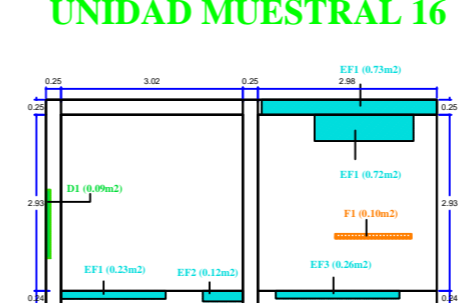 UNIDAD MUESTRAL 16
EF1 (0.73m2)
0.25 3.02 0.25 2.98
0.25 0.25
EF1 (0.72m2)
D1 (0.09m2)
2.93 2.93
F1 (0.10m2)
EF1 (0.23m2) EF2 (0.12m2) EF3 (0.26m2)
0.24 0.24